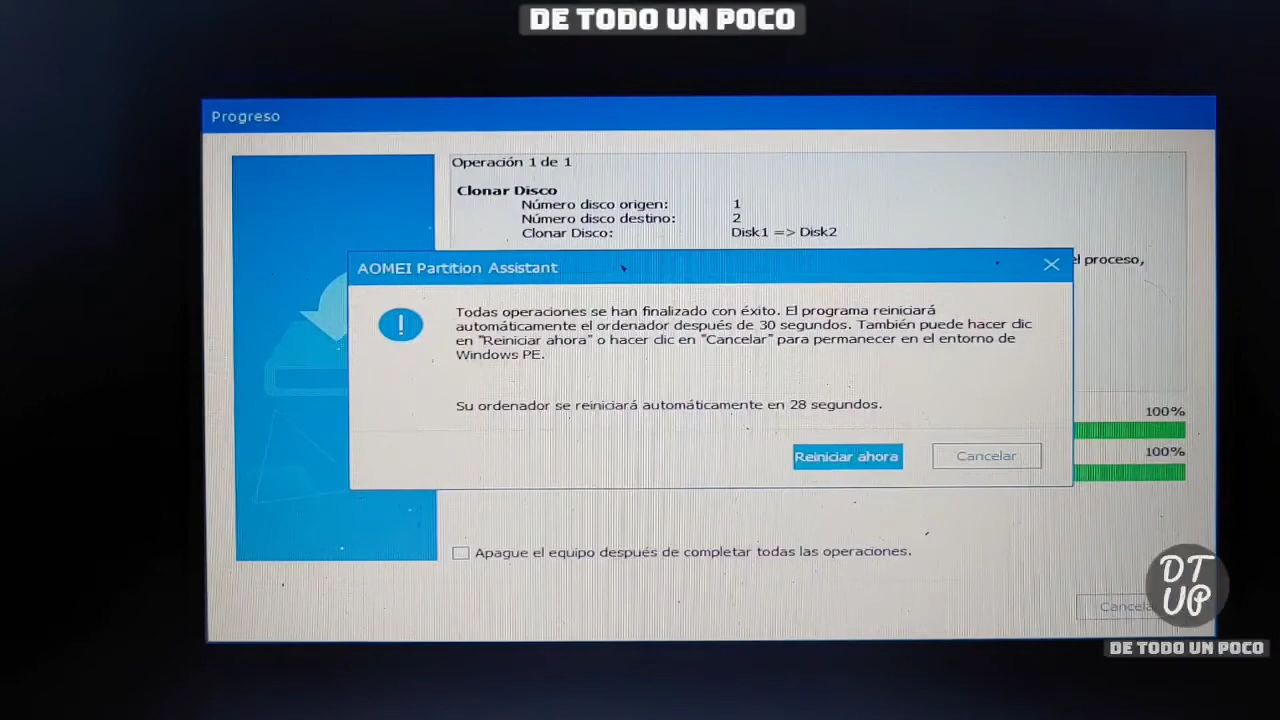 DE TODO UN POCO
Progreso
Operación 1 de 1
Clonar Disco
Número disco origen: 1
Número disco destino: 2
Clonar Disco: Disk1 => Disk2
el proceso,
AOMEI Partition Assistant
Todas operaciones se han finalizado con éxito. El programa reiniciará
automáticamente el ordenador después de 30 segundos. También puede hacer clic
en "Reiniciar ahora" o hacer clic en "Cancelar" para permanecer en el entorno de
Windows PE.
Su ordenador se reiniciará automáticamente en 28 segundos.
100%
Reiniciar ahora Cancelar
100%
Apague el equipo después de completar todas las operaciones.
Cancela
DT
UP
DE TODO UN POCO